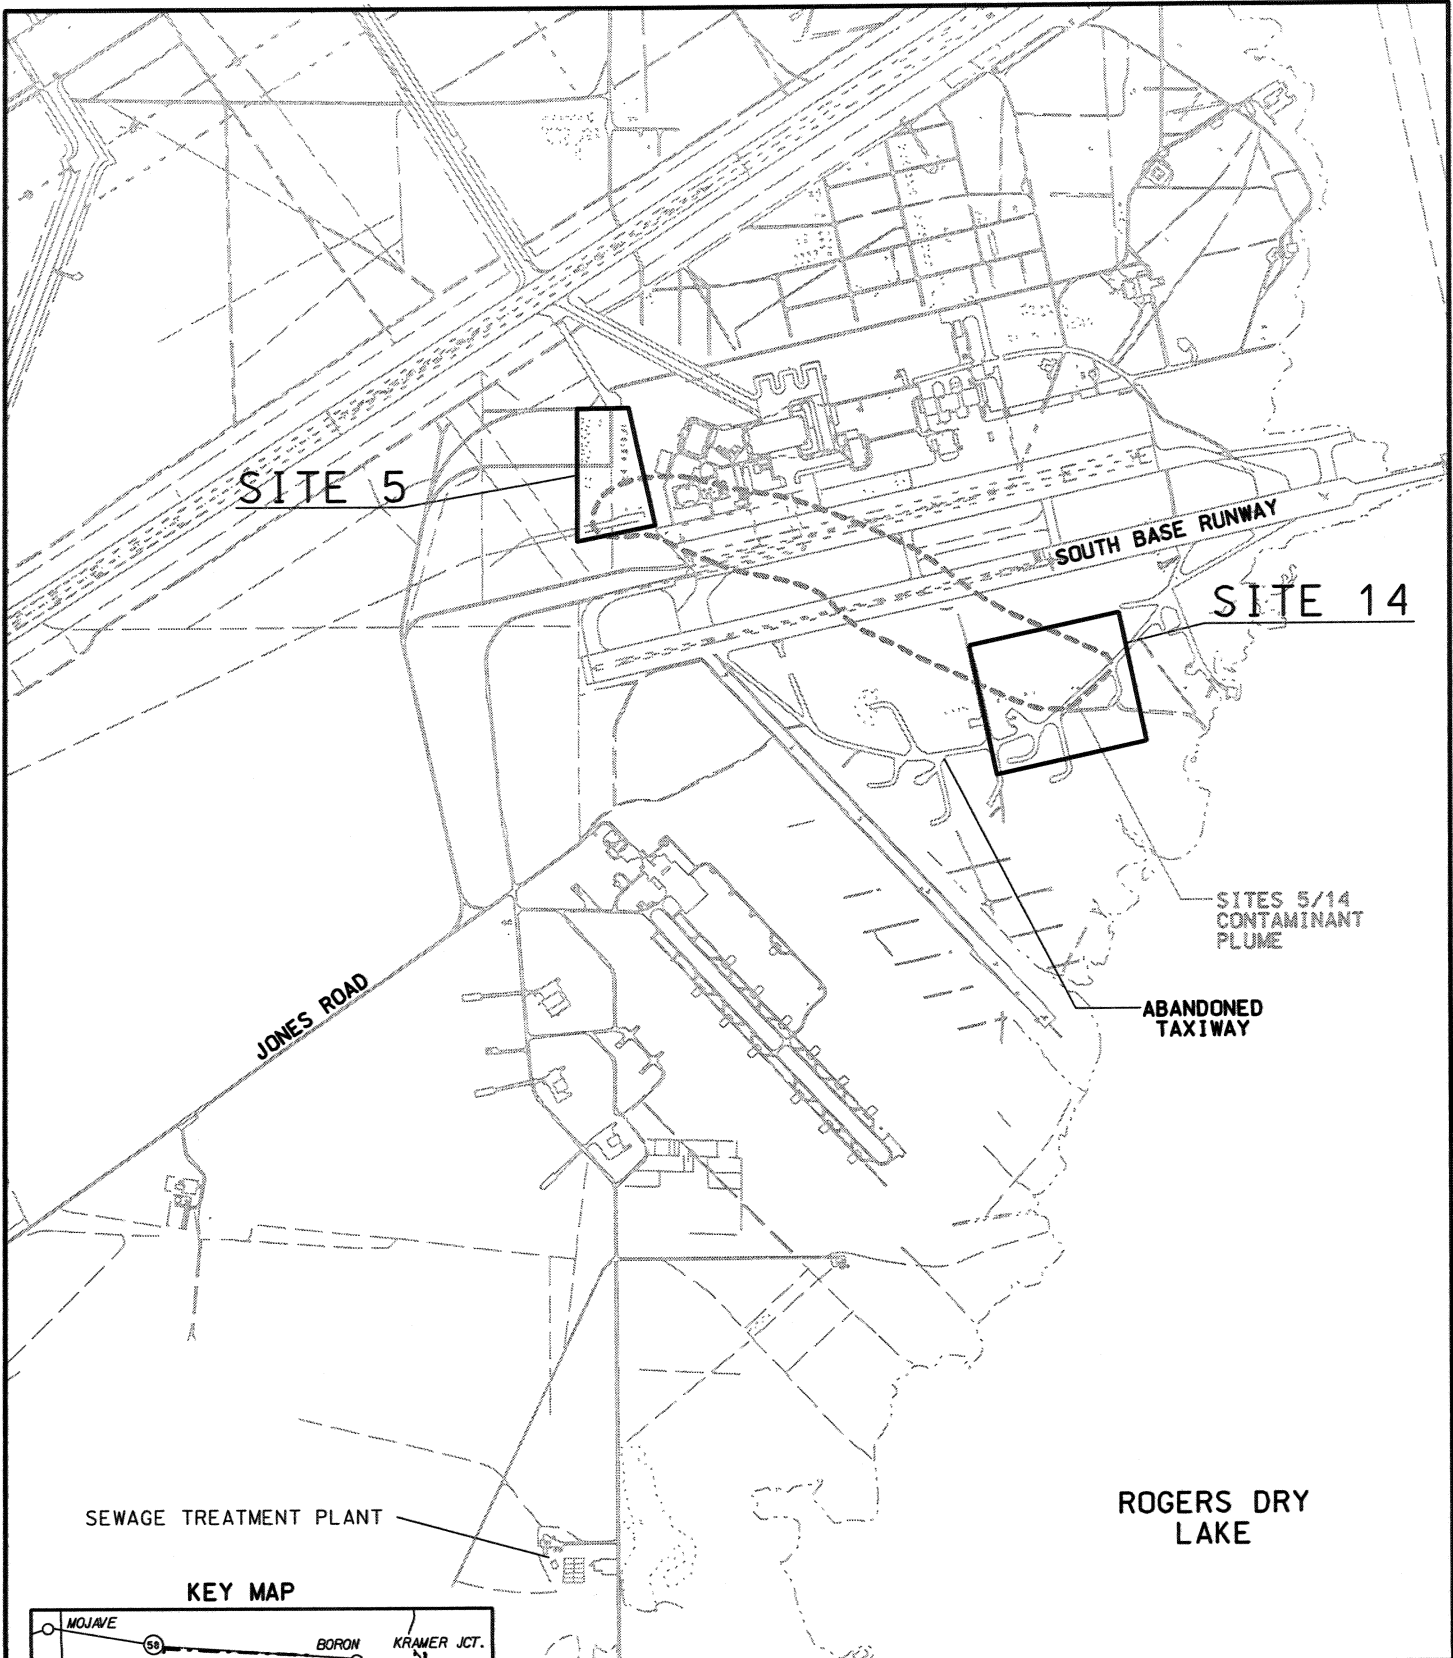 SITE 5
SOUTH BASE RUNWAY
SITE 14
SITES 5/14
CONTAMINANT
PLUME
ABANDONED
TAXIWAY
JONES ROAD
SEWAGE TREATMENT PLANT
ROGERS DRY
LAKE
KEY MAP
MOJAVE
58
BORON
KRAMER JCT.